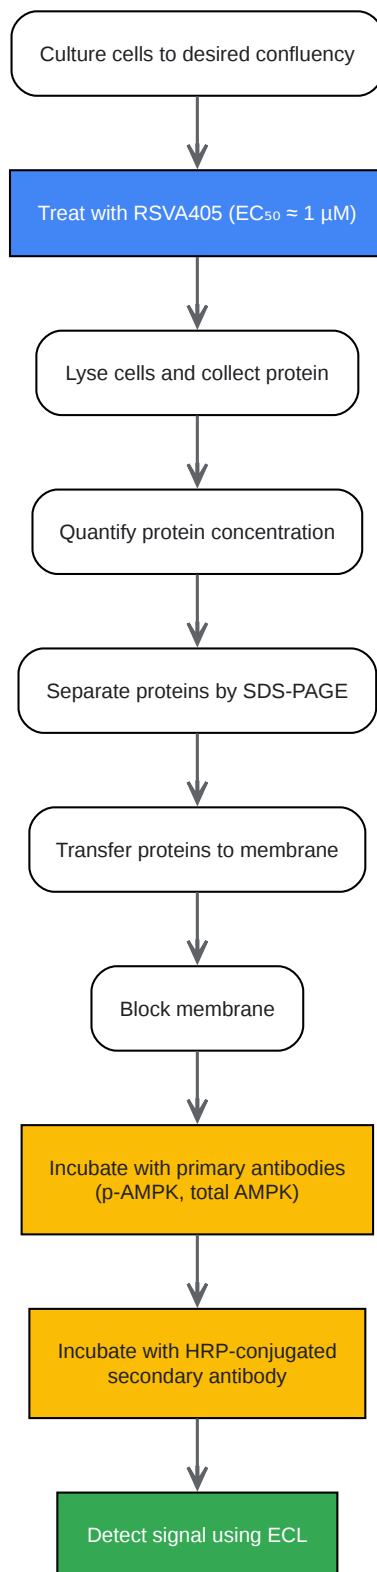 Culture cells to desired confluency
Treat with RSVA405 (EC₅₀ ≈ 1 µM)
Lyse cells and collect protein
Quantify protein concentration
Separate proteins by SDS-PAGE
Transfer proteins to membrane
Block membrane
Incubate with primary antibodies
(p-AMPK, total AMPK)
Incubate with HRP-conjugated
secondary antibody
Detect signal using ECL